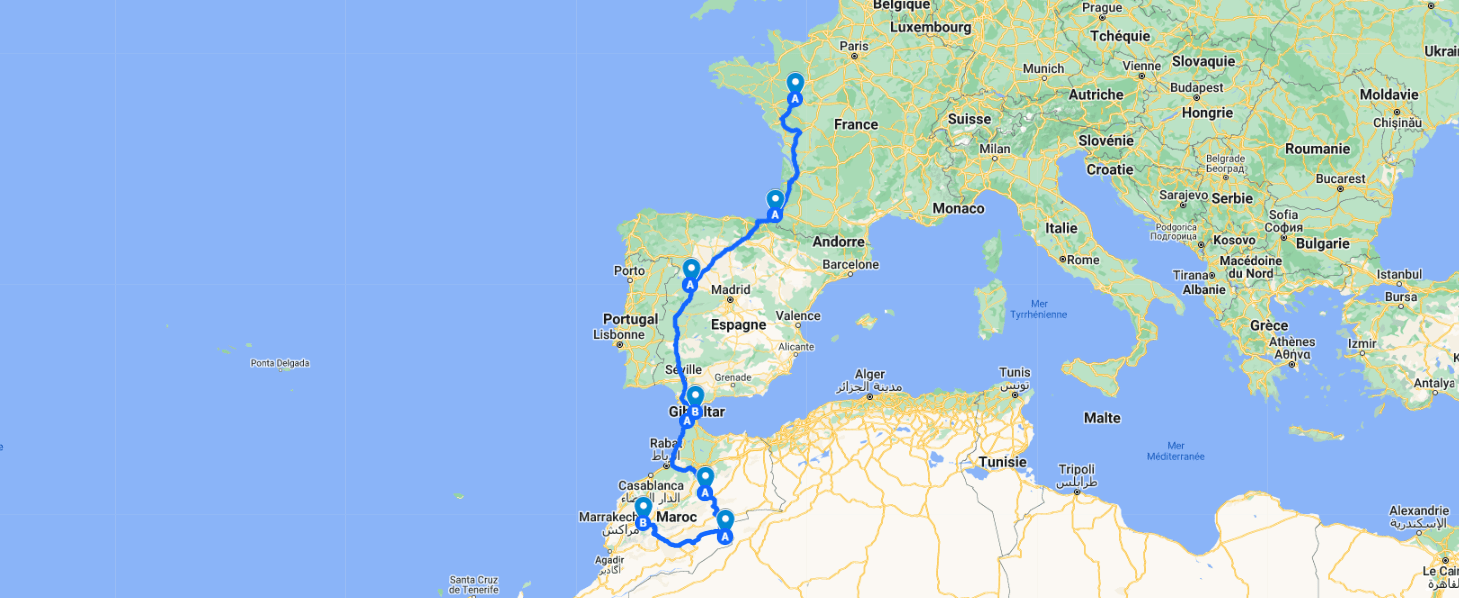 Belgique
Prague
Luxembourg
Tchéquie
Ukrai
Paris
Munich
Vienne
Slovaquie
Autriche
Budapest
Moldavie
Hongrie
Chișinău
France
Suisse
Milan
Slovénie
Croatie
Belgrade
Београд
Roumanie
Bucarest
Sarajevo
Serbie
Monaco
Sofia
София
Podgorica
Подгорица
Kosovo
Bulgarie
Italie
Andorre
Barcelone
Rome
Macédoine
du Nord
Porto
Tirana
Albanie
Istanbul
Bursa
Madrid
Mer
Tyrrhénienne
Portugal
Espagne
Valence
Lisbonne
Grèce
Athènes
Αθήνα
Izmir
Alicante
Ponta Delgada
Séville
Grenade
Alger
مدينة الجزائر
Tunis
تونس
Antalya
Gibraltar
Malte
Rabat
الرباط
Mer
Méditerranée
Tunisie
Tripoli
طرابلس
Casablanca
الدار البيضاء
Marrakech
مراكش
Maroc
Alexandrie
الإسكندرية
Agadir
أكادير
Santa Cruz
de Tenerife
Le Cair
القاهرة
A
A
A
B
A
A
B
A